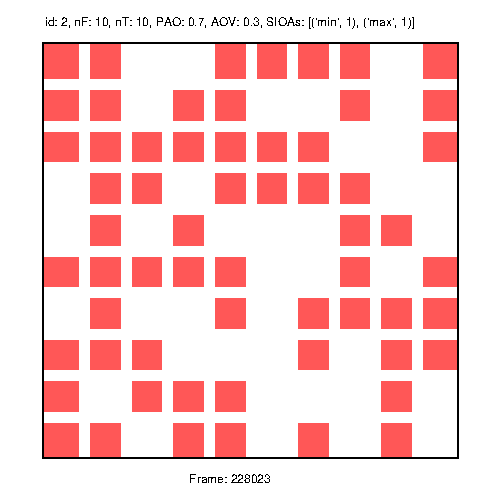 id: 2, nF: 10, nT: 10, PAO: 0.7, AOV: 0.3, SIOAs: [('min', 1), ('max', 1)]
Frame: 228023